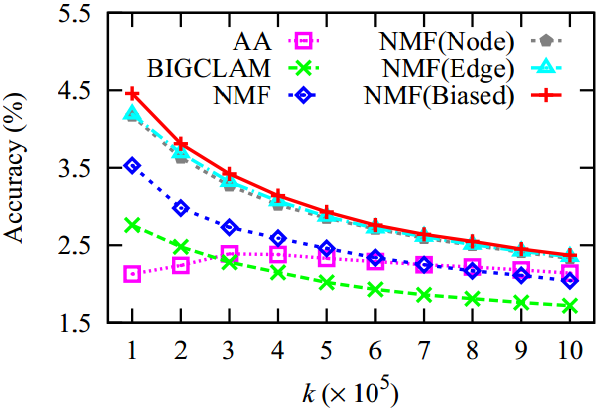 5.5
4.5
3.5
2.5
1.5
Accuracy (%)
AA
BIGCLAM
NMF
NMF(Node)
NMF(Edge)
NMF(Biased)
1 2 3 4 5 6 7 8 9 10
k (× 10⁵)